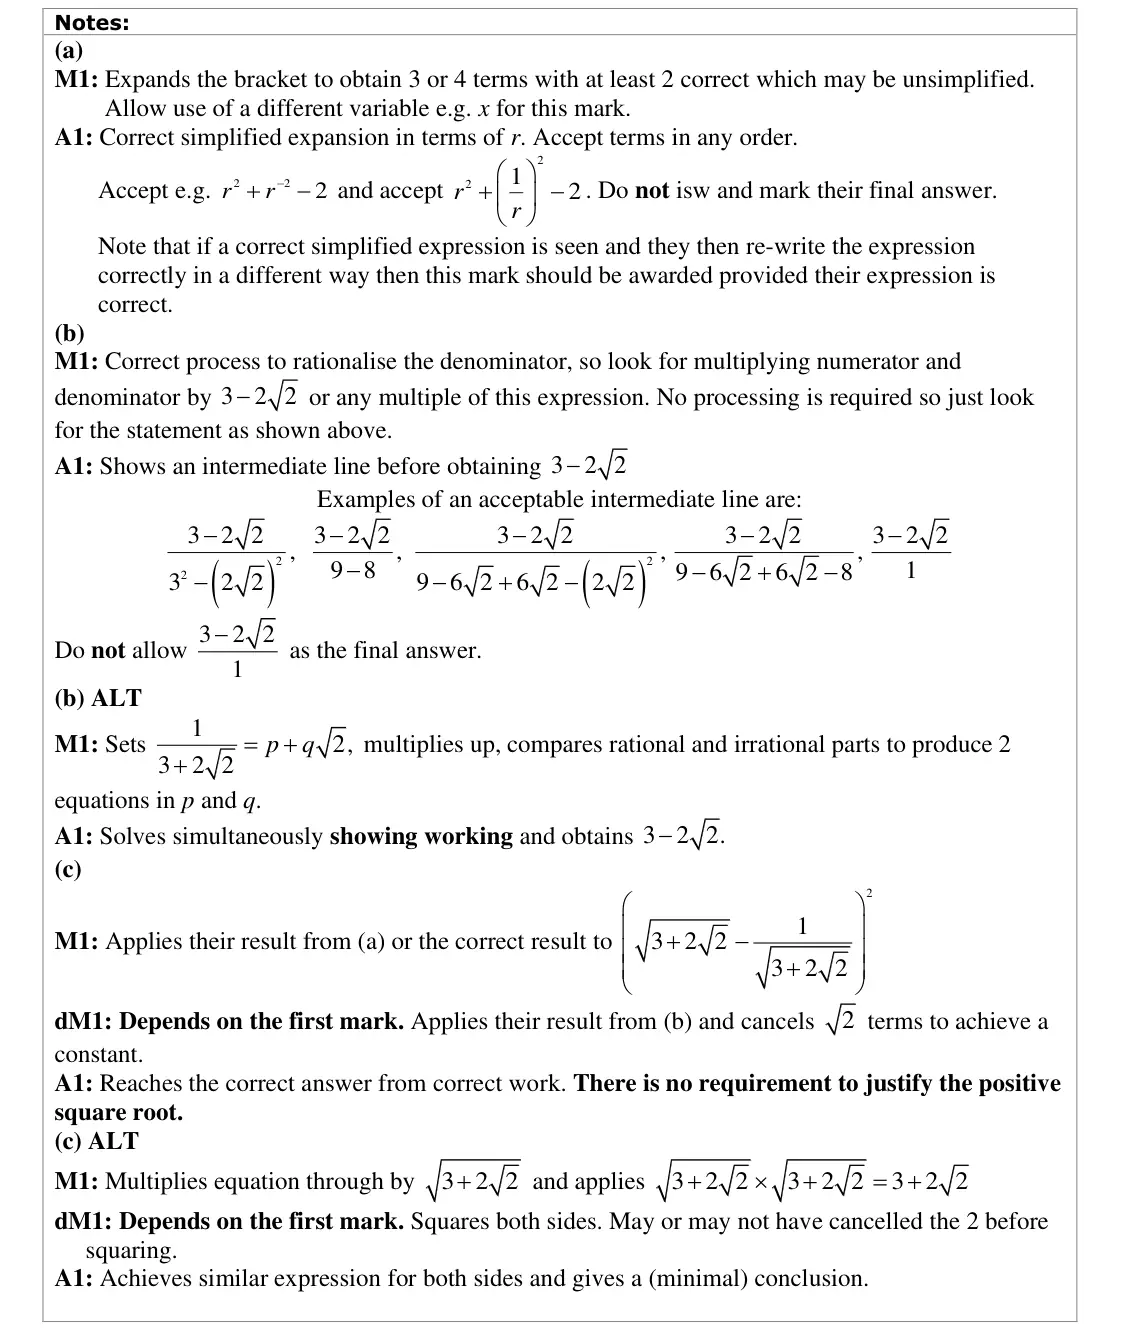 Notes:
(a)
M1: Expands the bracket to obtain 3 or 4 terms with at least 2 correct which may be unsimplified.
Allow use of a different variable e.g. x for this mark.
A1: Correct simplified expansion in terms of r. Accept terms in any order.
Accept e.g. r² + r⁻² − 2 and accept r² + (1/r)² − 2. Do not isw and mark their final answer.
Note that if a correct simplified expression is seen and they then re-write the expression
correctly in a different way then this mark should be awarded provided their expression is
correct.
(b)
M1: Correct process to rationalise the denominator, so look for multiplying numerator and
denominator by 3 − 2√2 or any multiple of this expression. No processing is required so just look
for the statement as shown above.
A1: Shows an intermediate line before obtaining 3 − 2√2
Examples of an acceptable intermediate line are:
(3 − 2√2)/(3² − (2√2)²), (3 − 2√2)/(9 − 8), (3 − 2√2)/(9 − 6√2 + 6√2 − (2√2)²), (3 − 2√2)/(9 − 6√2 + 6√2 − 8), (3 − 2√2)/1
Do not allow (3 − 2√2)/1 as the final answer.
(b) ALT
M1: Sets 1/(3 + 2√2) = p + q√2, multiplies up, compares rational and irrational parts to produce 2
equations in p and q.
A1: Solves simultaneously showing working and obtains 3 − 2√2.
(c)
M1: Applies their result from (a) or the correct result to (√(3 + 2√2) − 1/√(3 + 2√2))²
dM1: Depends on the first mark. Applies their result from (b) and cancels √2 terms to achieve a
constant.
A1: Reaches the correct answer from correct work. There is no requirement to justify the positive
square root.
(c) ALT
M1: Multiplies equation through by √(3 + 2√2) and applies √(3 + 2√2) × √(3 + 2√2) = 3 + 2√2
dM1: Depends on the first mark. Squares both sides. May or may not have cancelled the 2 before
squaring.
A1: Achieves similar expression for both sides and gives a (minimal) conclusion.